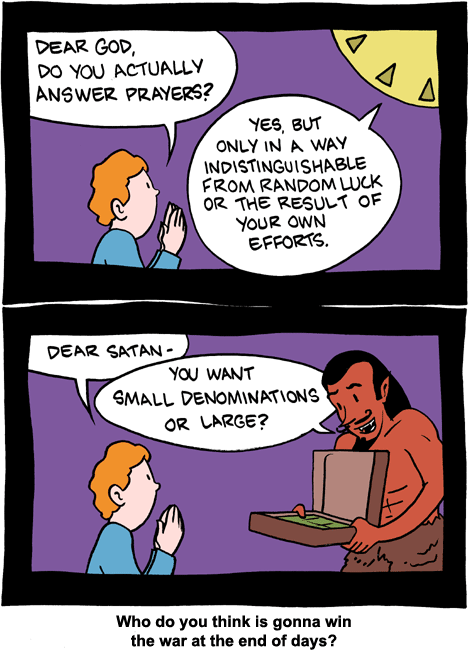 DEAR GOD,
DO YOU ACTUALLY
ANSWER PRAYERS?
YES, BUT
ONLY IN A WAY
INDISTINGUISHABLE
FROM RANDOM LUCK
OR THE RESULT OF
YOUR OWN
EFFORTS.
DEAR SATAN-
YOU WANT
SMALL DENOMINATIONS
OR LARGE?
Who do you think is gonna win
the war at the end of days?